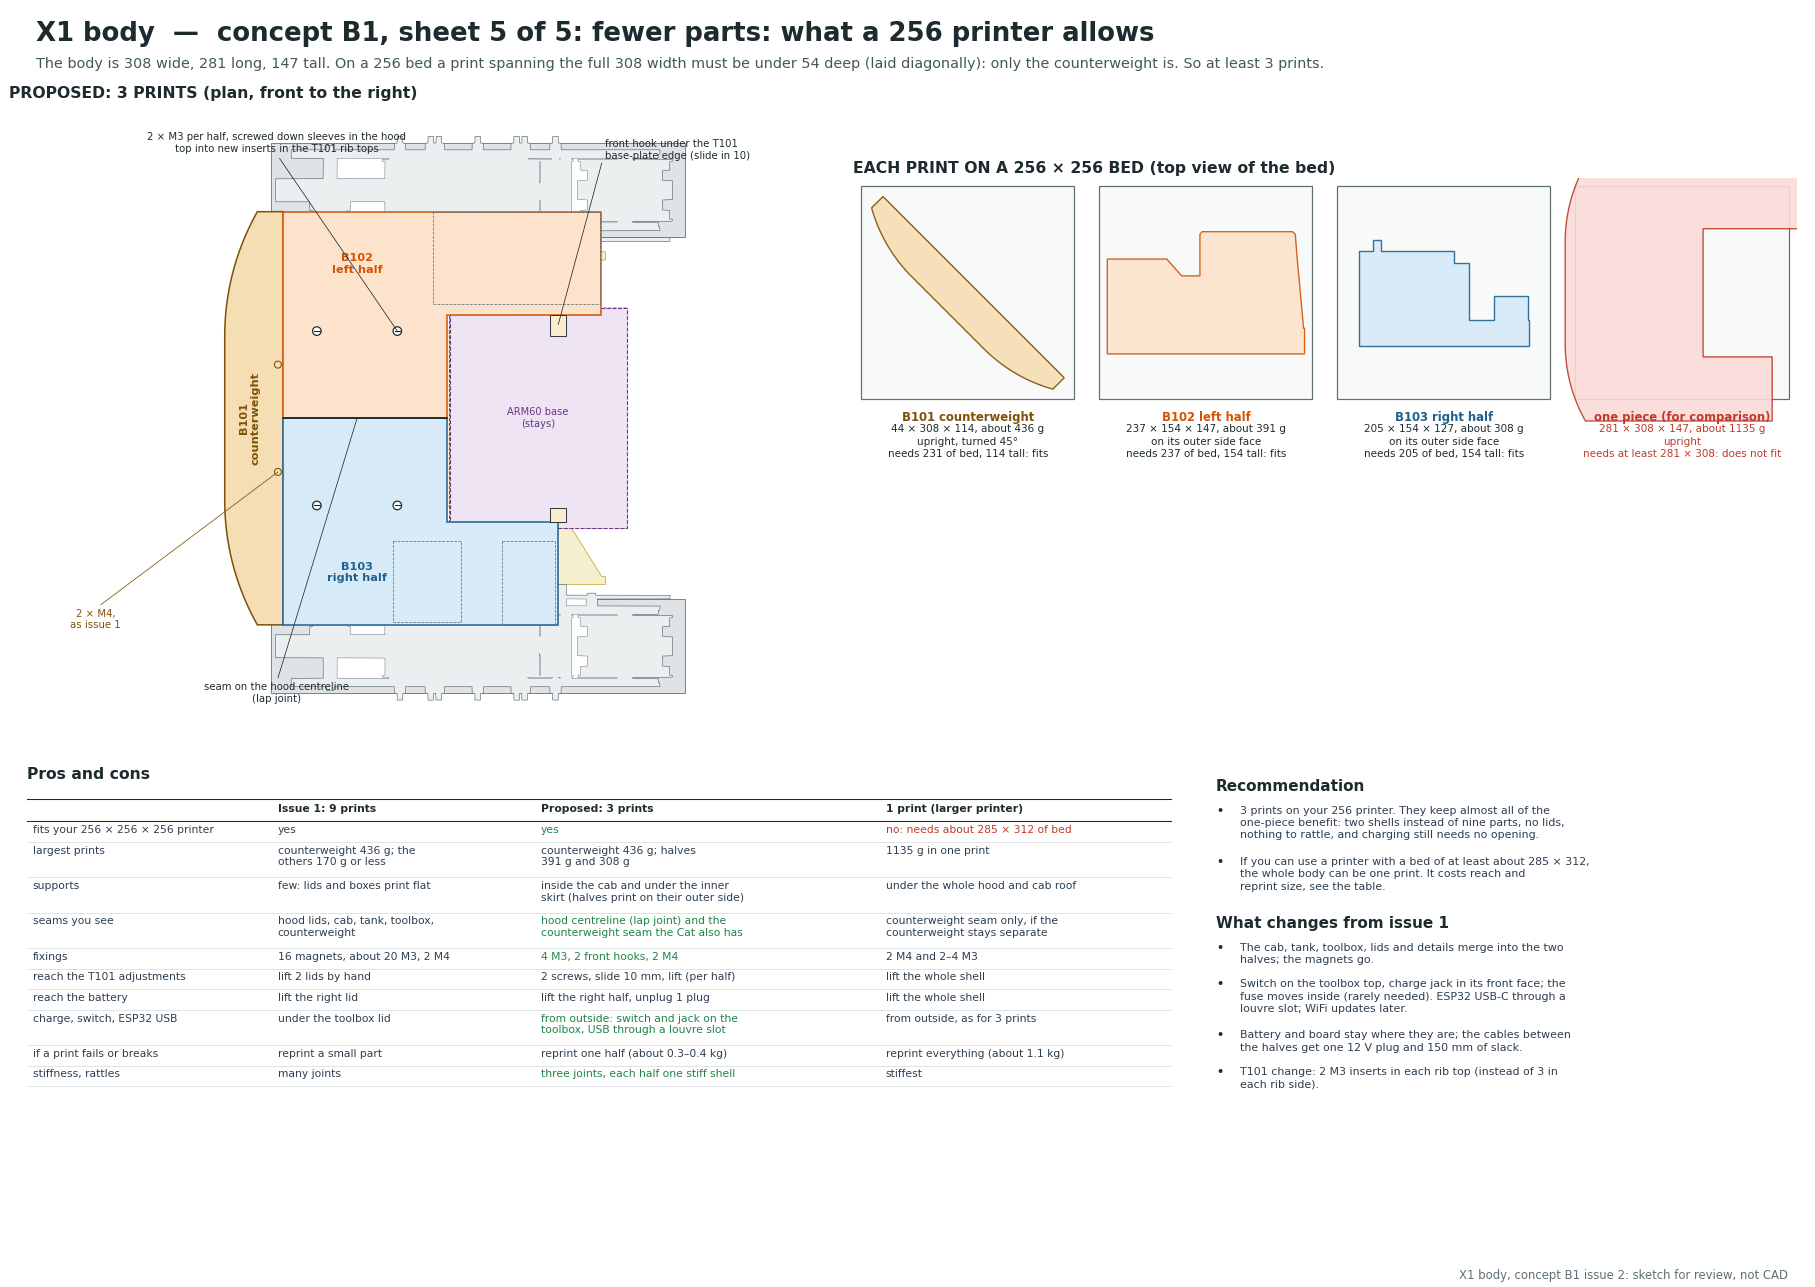 X1 body — concept B1, sheet 5 of 5: fewer parts: what a 256 printer allows
The body is 308 wide, 281 long, 147 tall. On a 256 bed a print spanning the full 308 width must be under 54 deep (laid diagonally): only the counterweight is. So at least 3 prints.
PROPOSED: 3 PRINTS (plan, front to the right)
2 × M3 per half, screwed down sleeves in the hood
top into new inserts in the T101 rib tops
front hook under the T101
base-plate edge (slide in 10)
B102
left half
B101
counterweight
ARM60 base
(stays)
B103
right half
2 × M4,
as issue 1
seam on the hood centreline
(lap joint)
EACH PRINT ON A 256 × 256 BED (top view of the bed)
B101 counterweight
44 × 308 × 114, about 436 g
upright, turned 45°
needs 231 of bed, 114 tall: fits
B102 left half
237 × 154 × 147, about 391 g
on its outer side face
needs 237 of bed, 154 tall: fits
B103 right half
205 × 154 × 127, about 308 g
on its outer side face
needs 205 of bed, 154 tall: fits
one piece (for comparison)
281 × 308 × 147, about 1135 g
upright
needs at least 281 × 308: does not fit
Pros and cons
Issue 1: 9 prints Proposed: 3 prints 1 print (larger printer)
fits your 256 × 256 × 256 printer yes yes no: needs about 285 × 312 of bed
largest prints counterweight 436 g; the counterweight 436 g; halves 1135 g in one print
others 170 g or less 391 g and 308 g
supports few: lids and boxes print flat inside the cab and under the inner under the whole hood and cab roof
skirt (halves print on their outer side)
seams you see hood lids, cab, tank, toolbox, hood centreline (lap joint) and the counterweight seam only, if the
counterweight counterweight seam the Cat also has counterweight stays separate
fixings 16 magnets, about 20 M3, 2 M4 4 M3, 2 front hooks, 2 M4 2 M4 and 2–4 M3
reach the T101 adjustments lift 2 lids by hand 2 screws, slide 10 mm, lift (per half) lift the whole shell
reach the battery lift the right lid lift the right half, unplug 1 plug lift the whole shell
charge, switch, ESP32 USB under the toolbox lid from outside: switch and jack on the from outside, as for 3 prints
toolbox, USB through a louvre slot
if a print fails or breaks reprint a small part reprint one half (about 0.3–0.4 kg) reprint everything (about 1.1 kg)
stiffness, rattles many joints three joints, each half one stiff shell stiffest
Recommendation
• 3 prints on your 256 printer. They keep almost all of the
one-piece benefit: two shells instead of nine parts, no lids,
nothing to rattle, and charging still needs no opening.
• If you can use a printer with a bed of at least about 285 × 312,
the whole body can be one print. It costs reach and
reprint size, see the table.
What changes from issue 1
• The cab, tank, toolbox, lids and details merge into the two
halves; the magnets go.
• Switch on the toolbox top, charge jack in its front face; the
fuse moves inside (rarely needed). ESP32 USB-C through a
louvre slot; WiFi updates later.
• Battery and board stay where they are; the cables between
the halves get one 12 V plug and 150 mm of slack.
• T101 change: 2 M3 inserts in each rib top (instead of 3 in
each rib side).
X1 body, concept B1 issue 2: sketch for review, not CAD